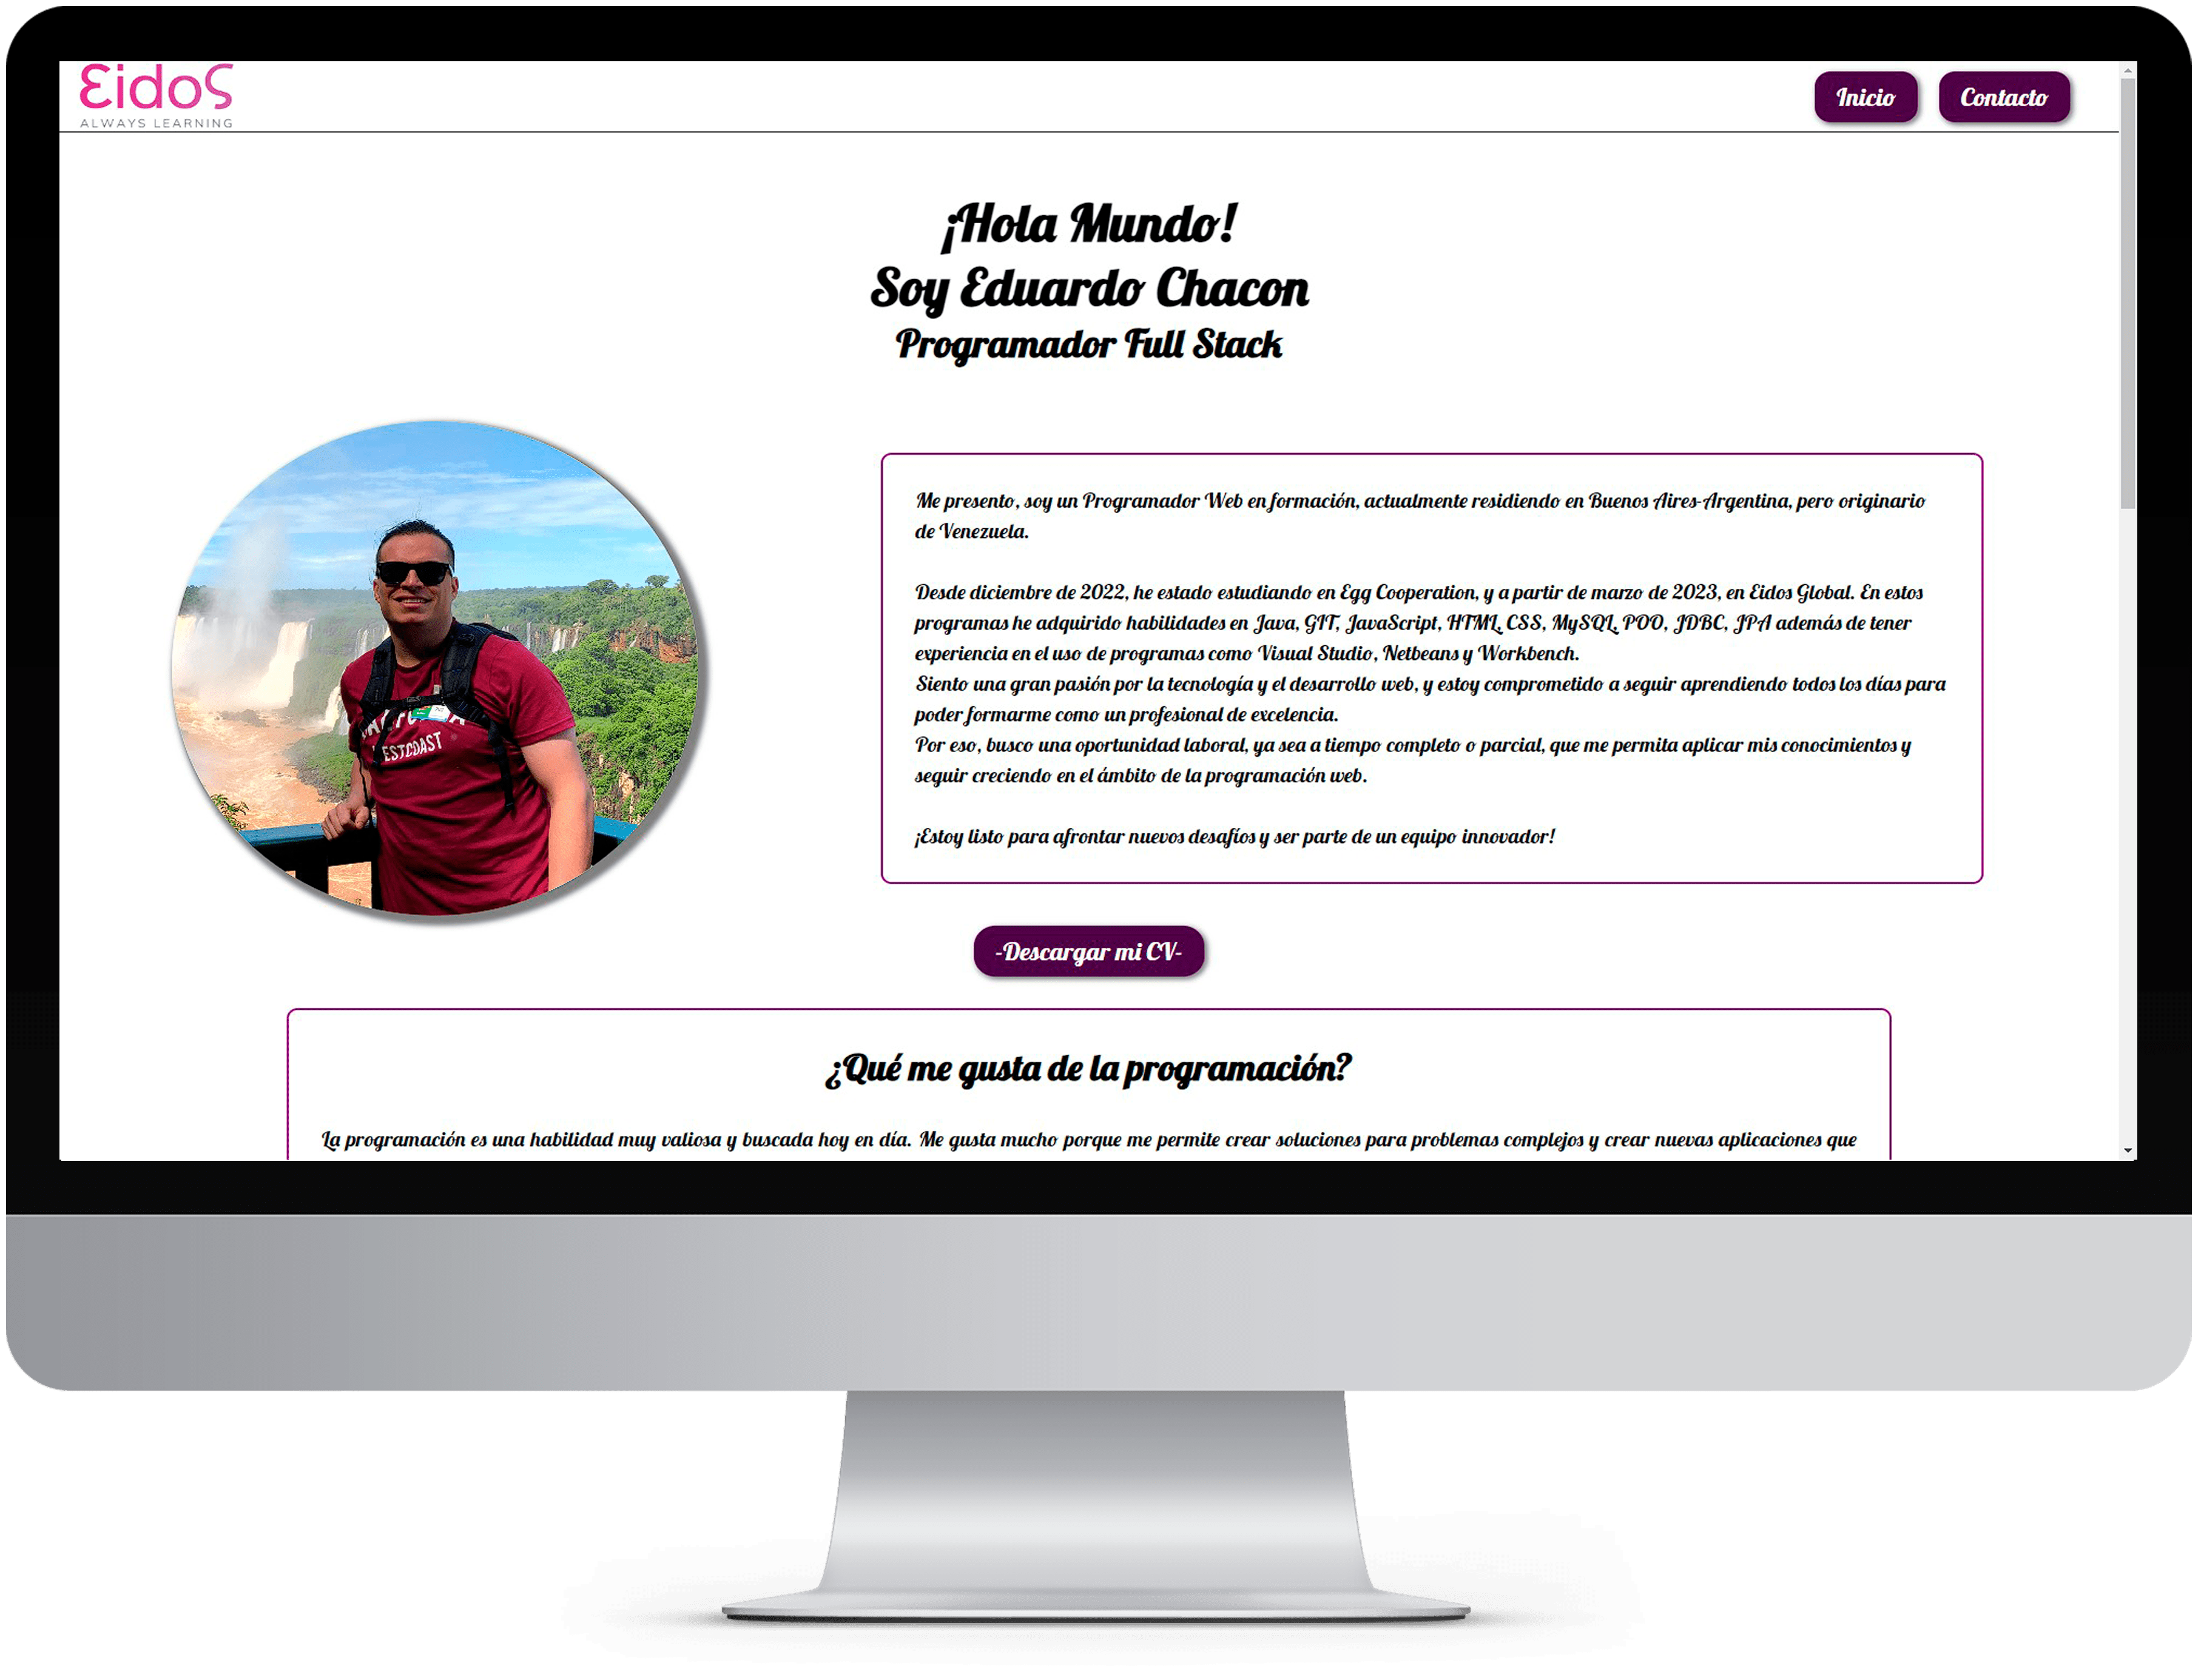 Eidos
ALWAYS LEARNING
Inicio
Contacto
¡Hola Mundo!
Soy Eduardo Chacon
Programador Full Stack
Me presento, soy un Programador Web en formación, actualmente residiendo en Buenos Aires-Argentina, pero originario
de Venezuela.
Desde diciembre de 2022, he estado estudiando en Egg Cooperation, y a partir de marzo de 2023, en Eidos Global. En estos
programas he adquirido habilidades en Java, GIT, JavaScript, HTML, CSS, MySQL, POO, JDBC, JPA además de tener
experiencia en el uso de programas como Visual Studio, Netbeans y Workbench.
Siento una gran pasión por la tecnología y el desarrollo web, y estoy comprometido a seguir aprendiendo todos los días para
poder formarme como un profesional de excelencia.
Por eso, busco una oportunidad laboral, ya sea a tiempo completo o parcial, que me permita aplicar mis conocimientos y
seguir creciendo en el ámbito de la programación web.
¡Estoy listo para afrontar nuevos desafíos y ser parte de un equipo innovador!
-Descargar mi CV-
¿Qué me gusta de la programación?
La programación es una habilidad muy valiosa y buscada hoy en día. Me gusta mucho porque me permite crear soluciones para problemas complejos y crear nuevas aplicaciones que